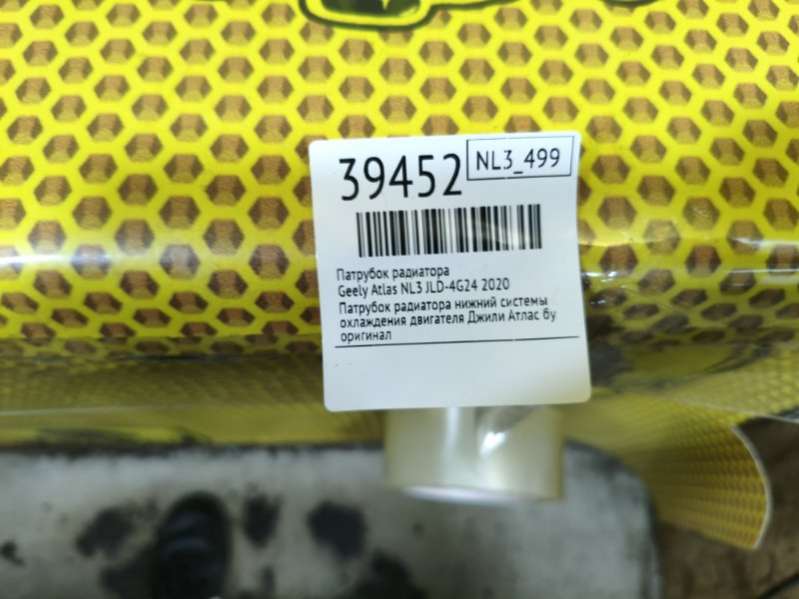 39452
NL3_499
Патрубок радиатора
Geely Atlas NL3 JLD-4G24 2020
Патрубок радиатора нижний системы
охлаждения двигателя Джили Атлас бу
оригинал